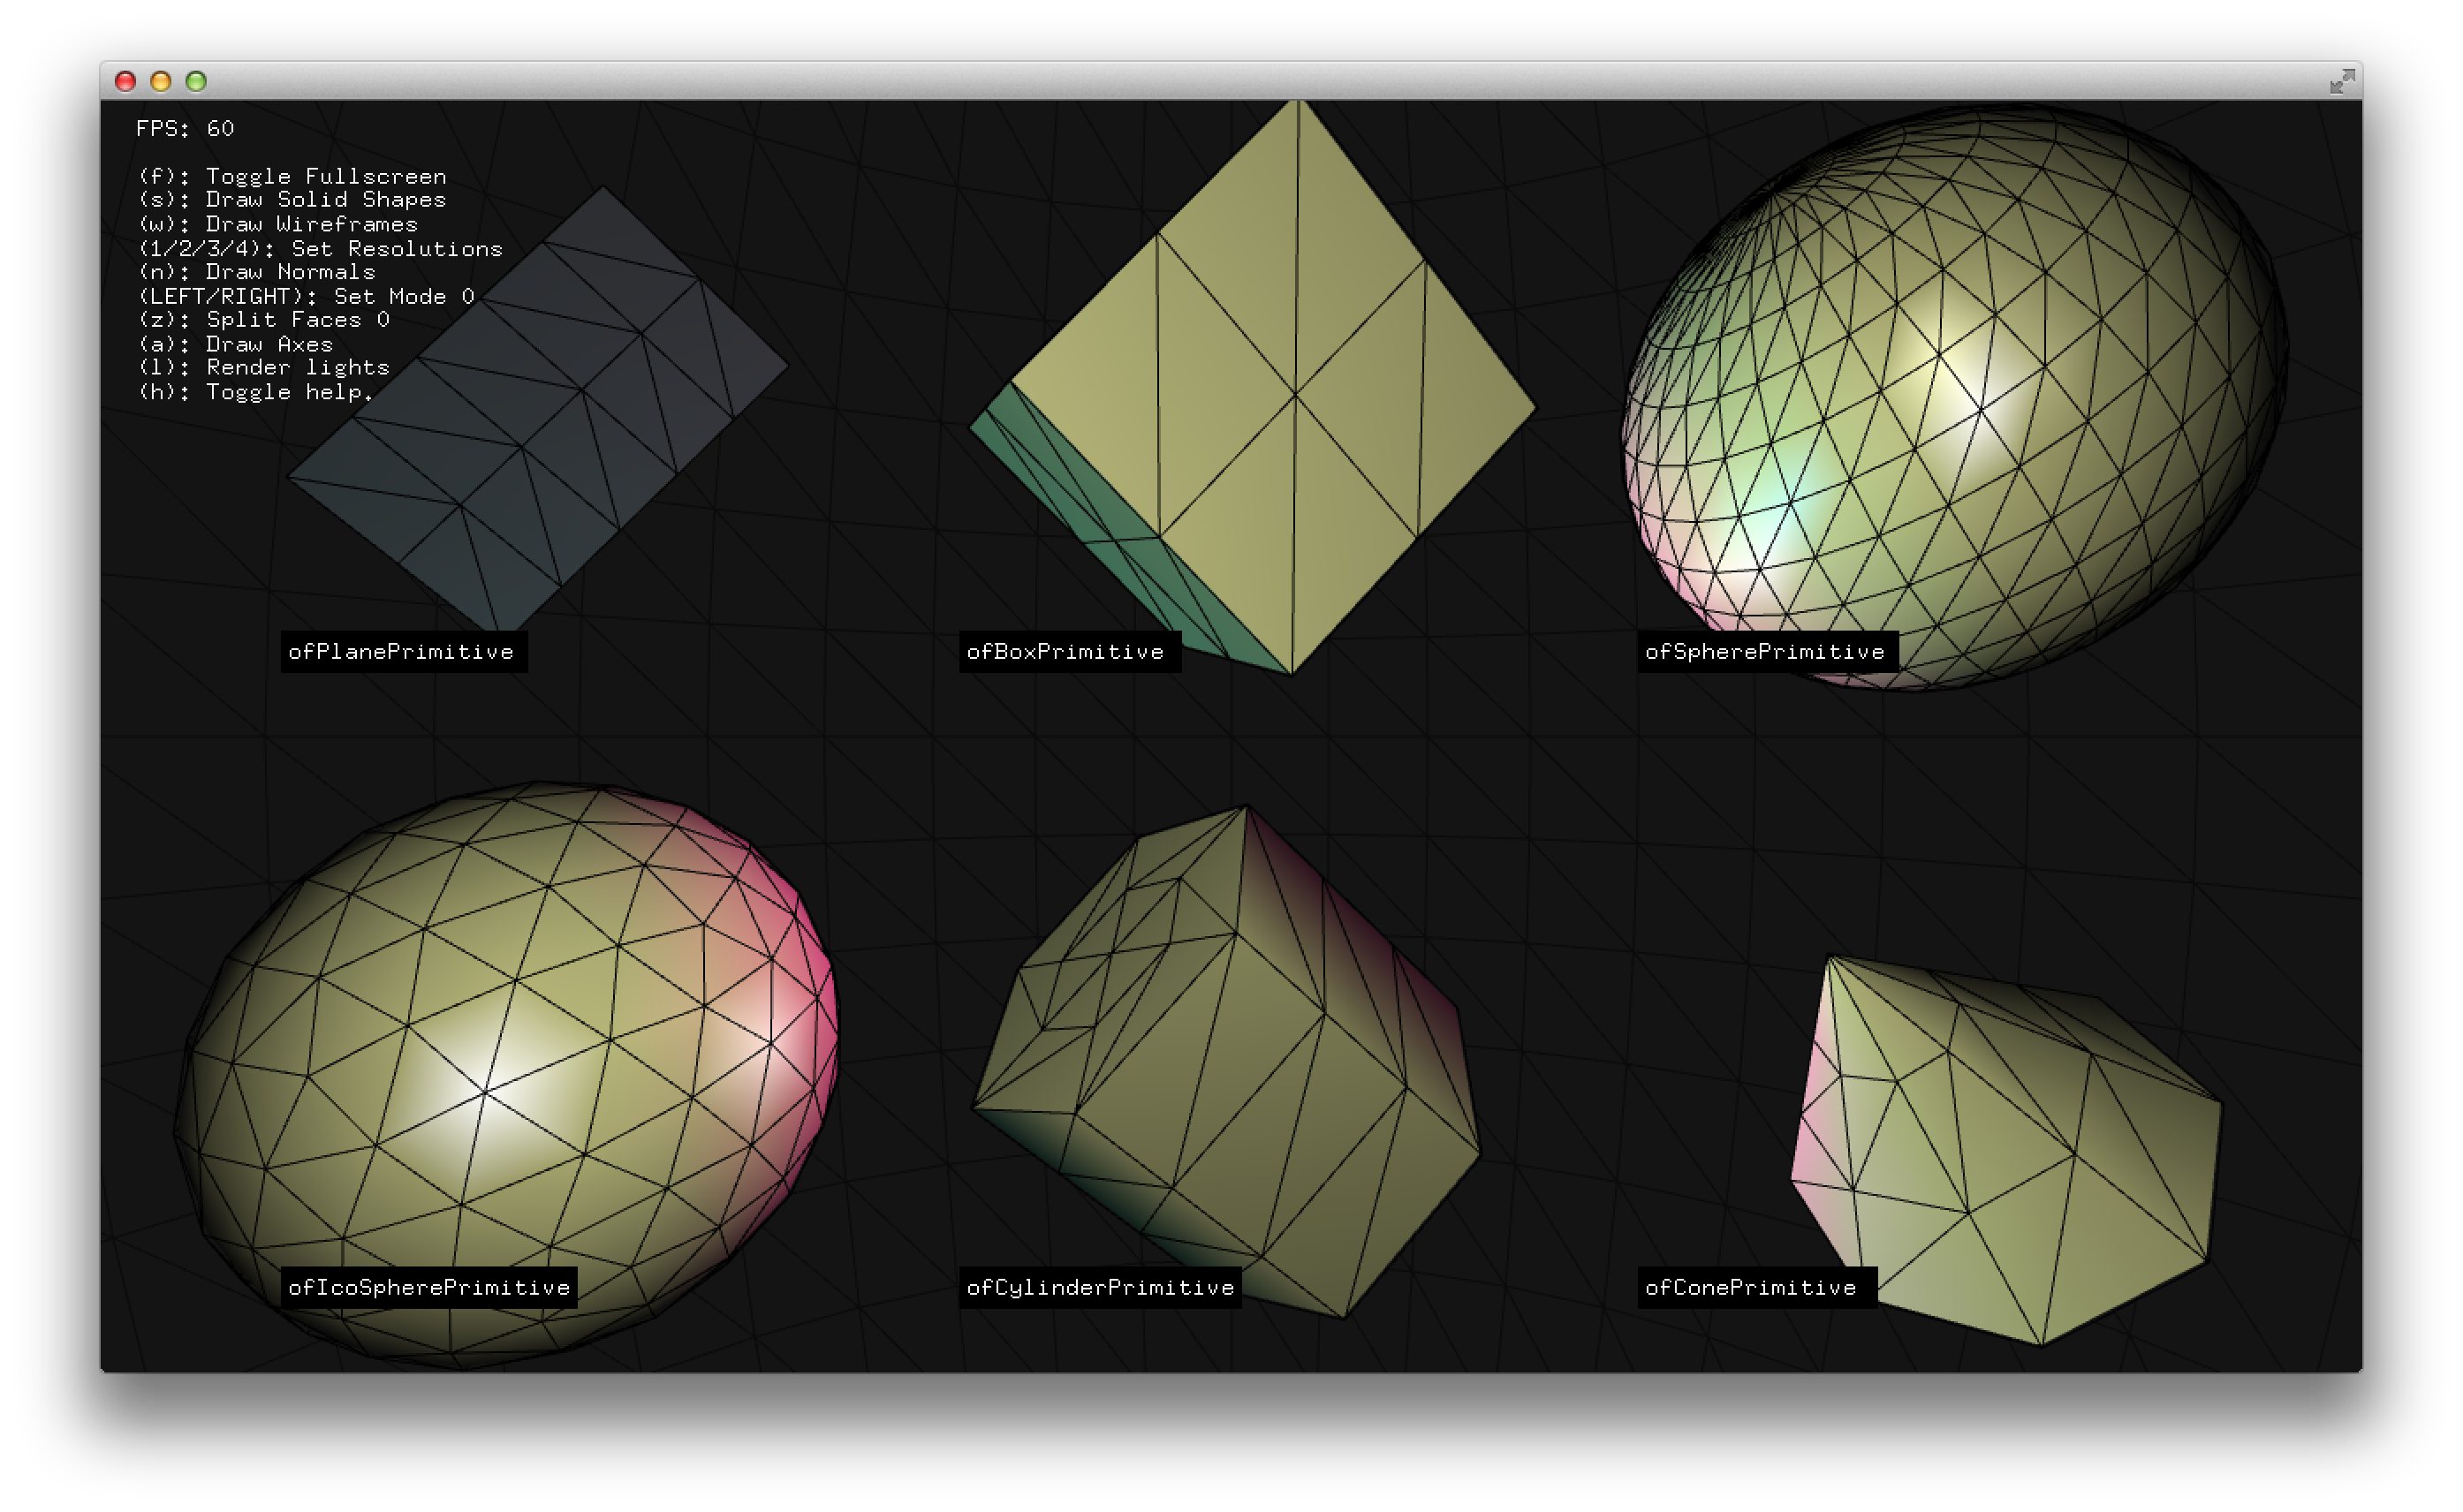 FPS: 60
(f): Toggle Fullscreen
(s): Draw Solid Shapes
(w): Draw Wireframes
(1/2/3/4): Set Resolutions
(n): Draw Normals
(LEFT/RIGHT): Set Mode 0
(z): Split Faces 0
(a): Draw Axes
(l): Render lights
(h): Toggle help.
ofPlanePrimitive
ofBoxPrimitive
ofSpherePrimitive
ofIcoSpherePrimitive
ofCylinderPrimitive
ofConePrimitive